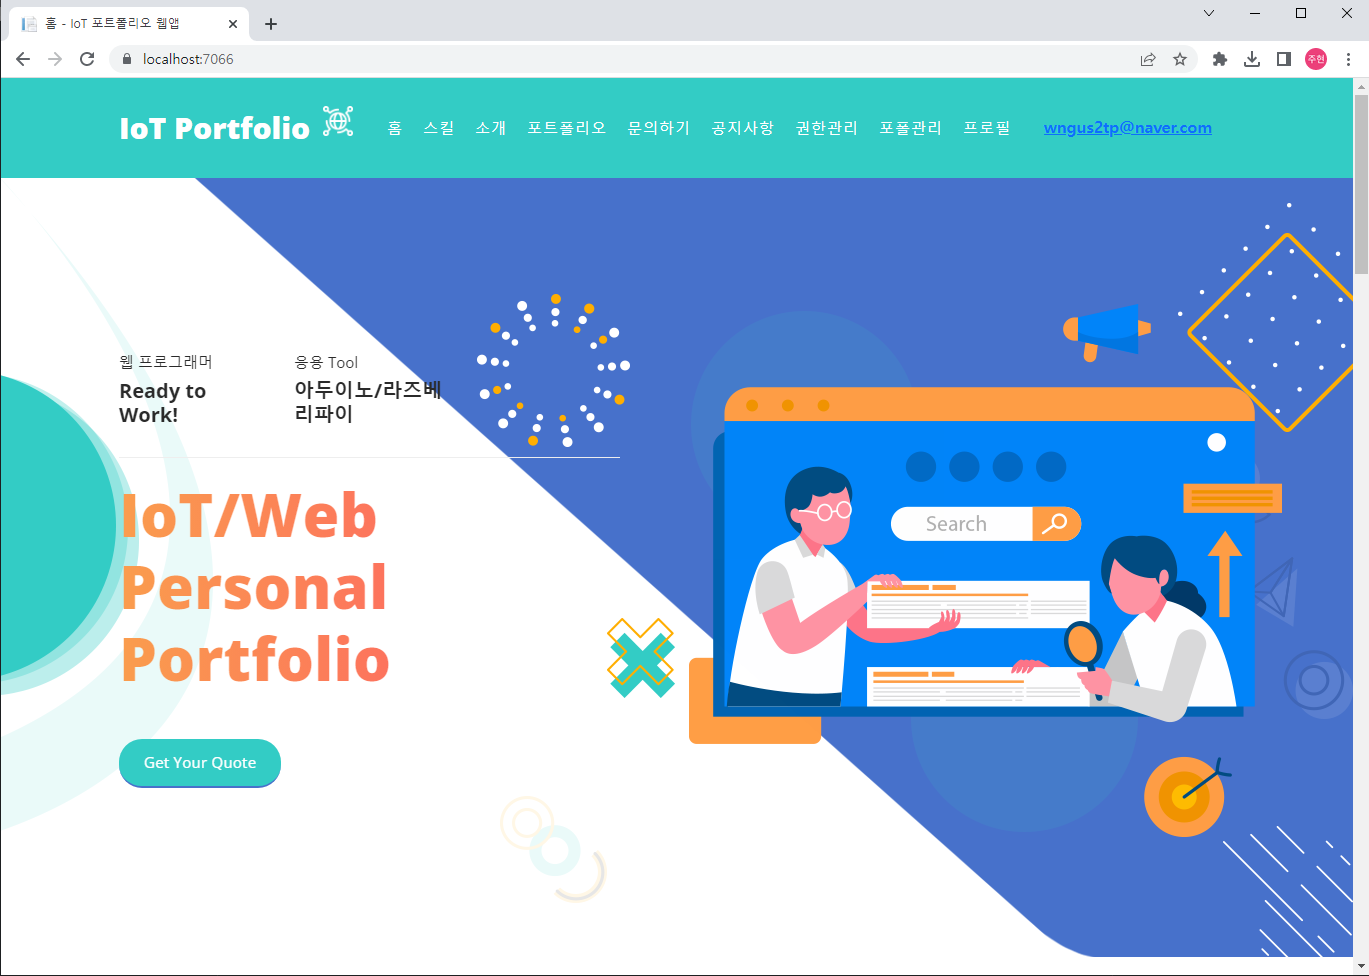 홈 - IoT 포트폴리오 웹앱
localhost:7066
주현
IoT Portfolio 홈 스킬 소개 포트폴리오 문의하기 공지사항 권한관리 포폴관리 프로필 wngus2tp@naver.com
웹 프로그래머
Ready to
Work!
응용 Tool
아두이노/라즈베
리파이
IoT/Web
Personal
Portfolio
Get Your Quote
Search